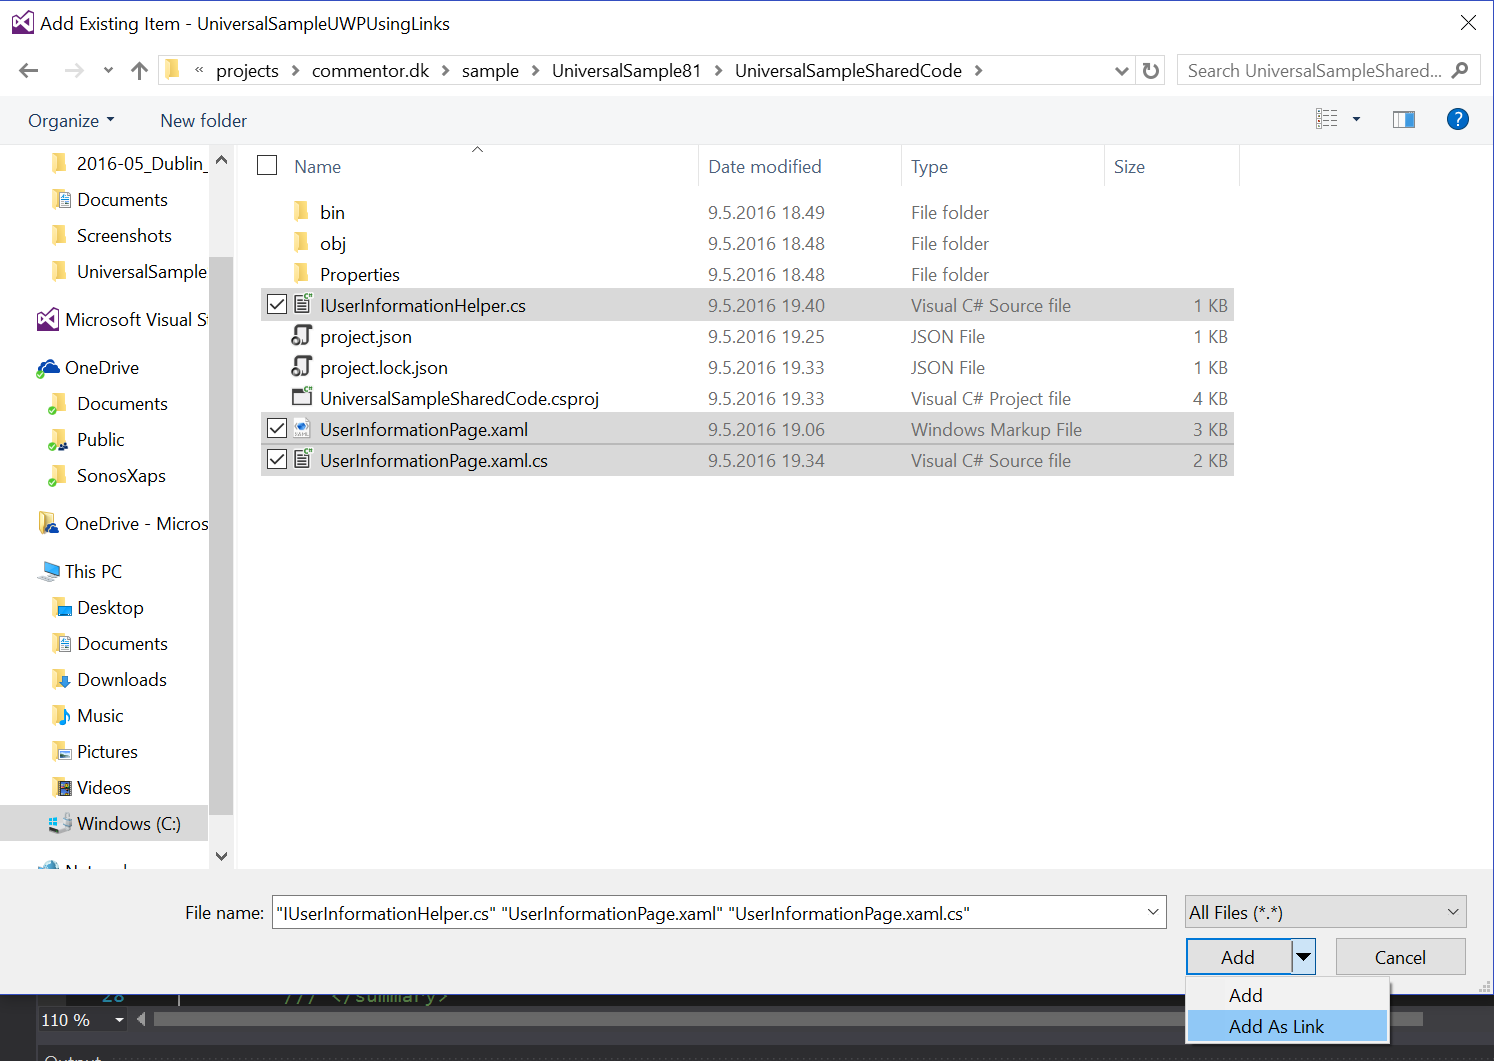 Add Existing Item - UniversalSampleUWPUsingLinks
« projects commentor.dk sample UniversalSample81 UniversalSampleSharedCode Search UniversalSampleShared...
Organize New folder ?
2016-05_Dublin_
Documents
Screenshots
UniversalSample
Microsoft Visual S
OneDrive
Documents
Public
SonosXaps
OneDrive - Micros
This PC
Desktop
Documents
Downloads
Music
Pictures
Videos
Windows (C:)
Name Date modified Type Size
bin 9.5.2016 18.49 File folder
obj 9.5.2016 18.48 File folder
Properties 9.5.2016 18.48 File folder
IUserInformationHelper.cs 9.5.2016 19.40 Visual C# Source file 1 KB
project.json 9.5.2016 19.25 JSON File 1 KB
project.lock.json 9.5.2016 19.33 JSON File 1 KB
UniversalSampleSharedCode.csproj 9.5.2016 19.33 Visual C# Project file 4 KB
UserInformationPage.xaml 9.5.2016 19.06 Windows Markup File 3 KB
UserInformationPage.xaml.cs 9.5.2016 19.34 Visual C# Source file 2 KB
File name: "IUserInformationHelper.cs" "UserInformationPage.xaml" "UserInformationPage.xaml.cs" All Files (*.*)
Add Cancel
Add
Add As Link
28 /// </summary>
110 %
Output